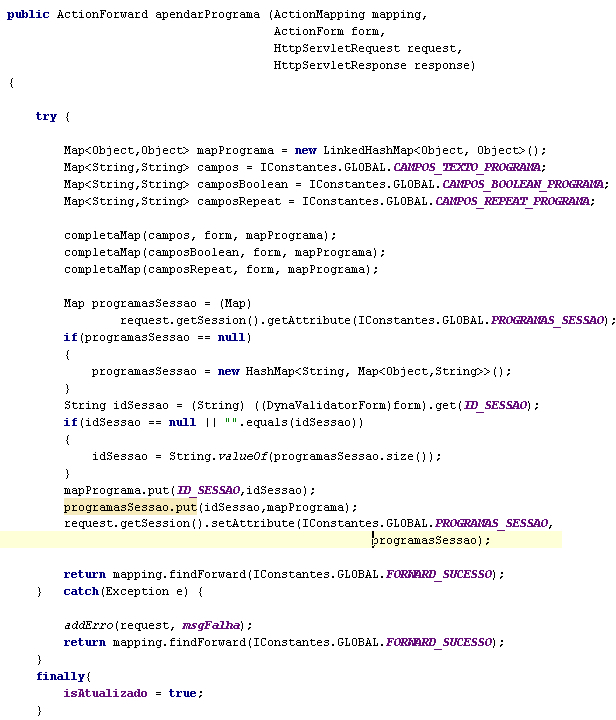 public ActionForward apendarPrograma (ActionMapping mapping,
                                      ActionForm form,
                                      HttpServletRequest request,
                                      HttpServletResponse response)
{
    try {
        Map<Object,Object> mapPrograma = new LinkedHashMap<Object, Object>();
        Map<String,String> campos = IConstantes.GLOBAL.CAMPOS_TEXTO_PROGRAMA;
        Map<String,String> camposBoolean = IConstantes.GLOBAL.CAMPOS_BOOLEAN_PROGRAMA;
        Map<String,String> camposRepeat = IConstantes.GLOBAL.CAMPOS_REPEAT_PROGRAMA;
        completaMap(campos, form, mapPrograma);
        completaMap(camposBoolean, form, mapPrograma);
        completaMap(camposRepeat, form, mapPrograma);
        Map programasSessao = (Map)
                request.getSession().getAttribute(IConstantes.GLOBAL.PROGRAMAS_SESSAO);
        if(programasSessao == null)
        {
            programasSessao = new HashMap<String, Map<Object,String>>();
        }
        String idSessao = (String) ((DynaValidatorForm)form).get(ID_SESSAO);
        if(idSessao == null || "".equals(idSessao))
        {
            idSessao = String.valueOf(programasSessao.size());
        }
        mapPrograma.put(ID_SESSAO,idSessao);
        programasSessao.put(idSessao,mapPrograma);
        request.getSession().setAttribute(IConstantes.GLOBAL.PROGRAMAS_SESSAO,
                                                    programasSessao);
        return mapping.findForward(IConstantes.GLOBAL.FORWARD_SUCESSO);
    }   catch(Exception e) {
        addErro(request, msgFalha);
        return mapping.findForward(IConstantes.GLOBAL.FORWARD_SUCESSO);
    }
    finally{
        isAtualizado = true;
    }